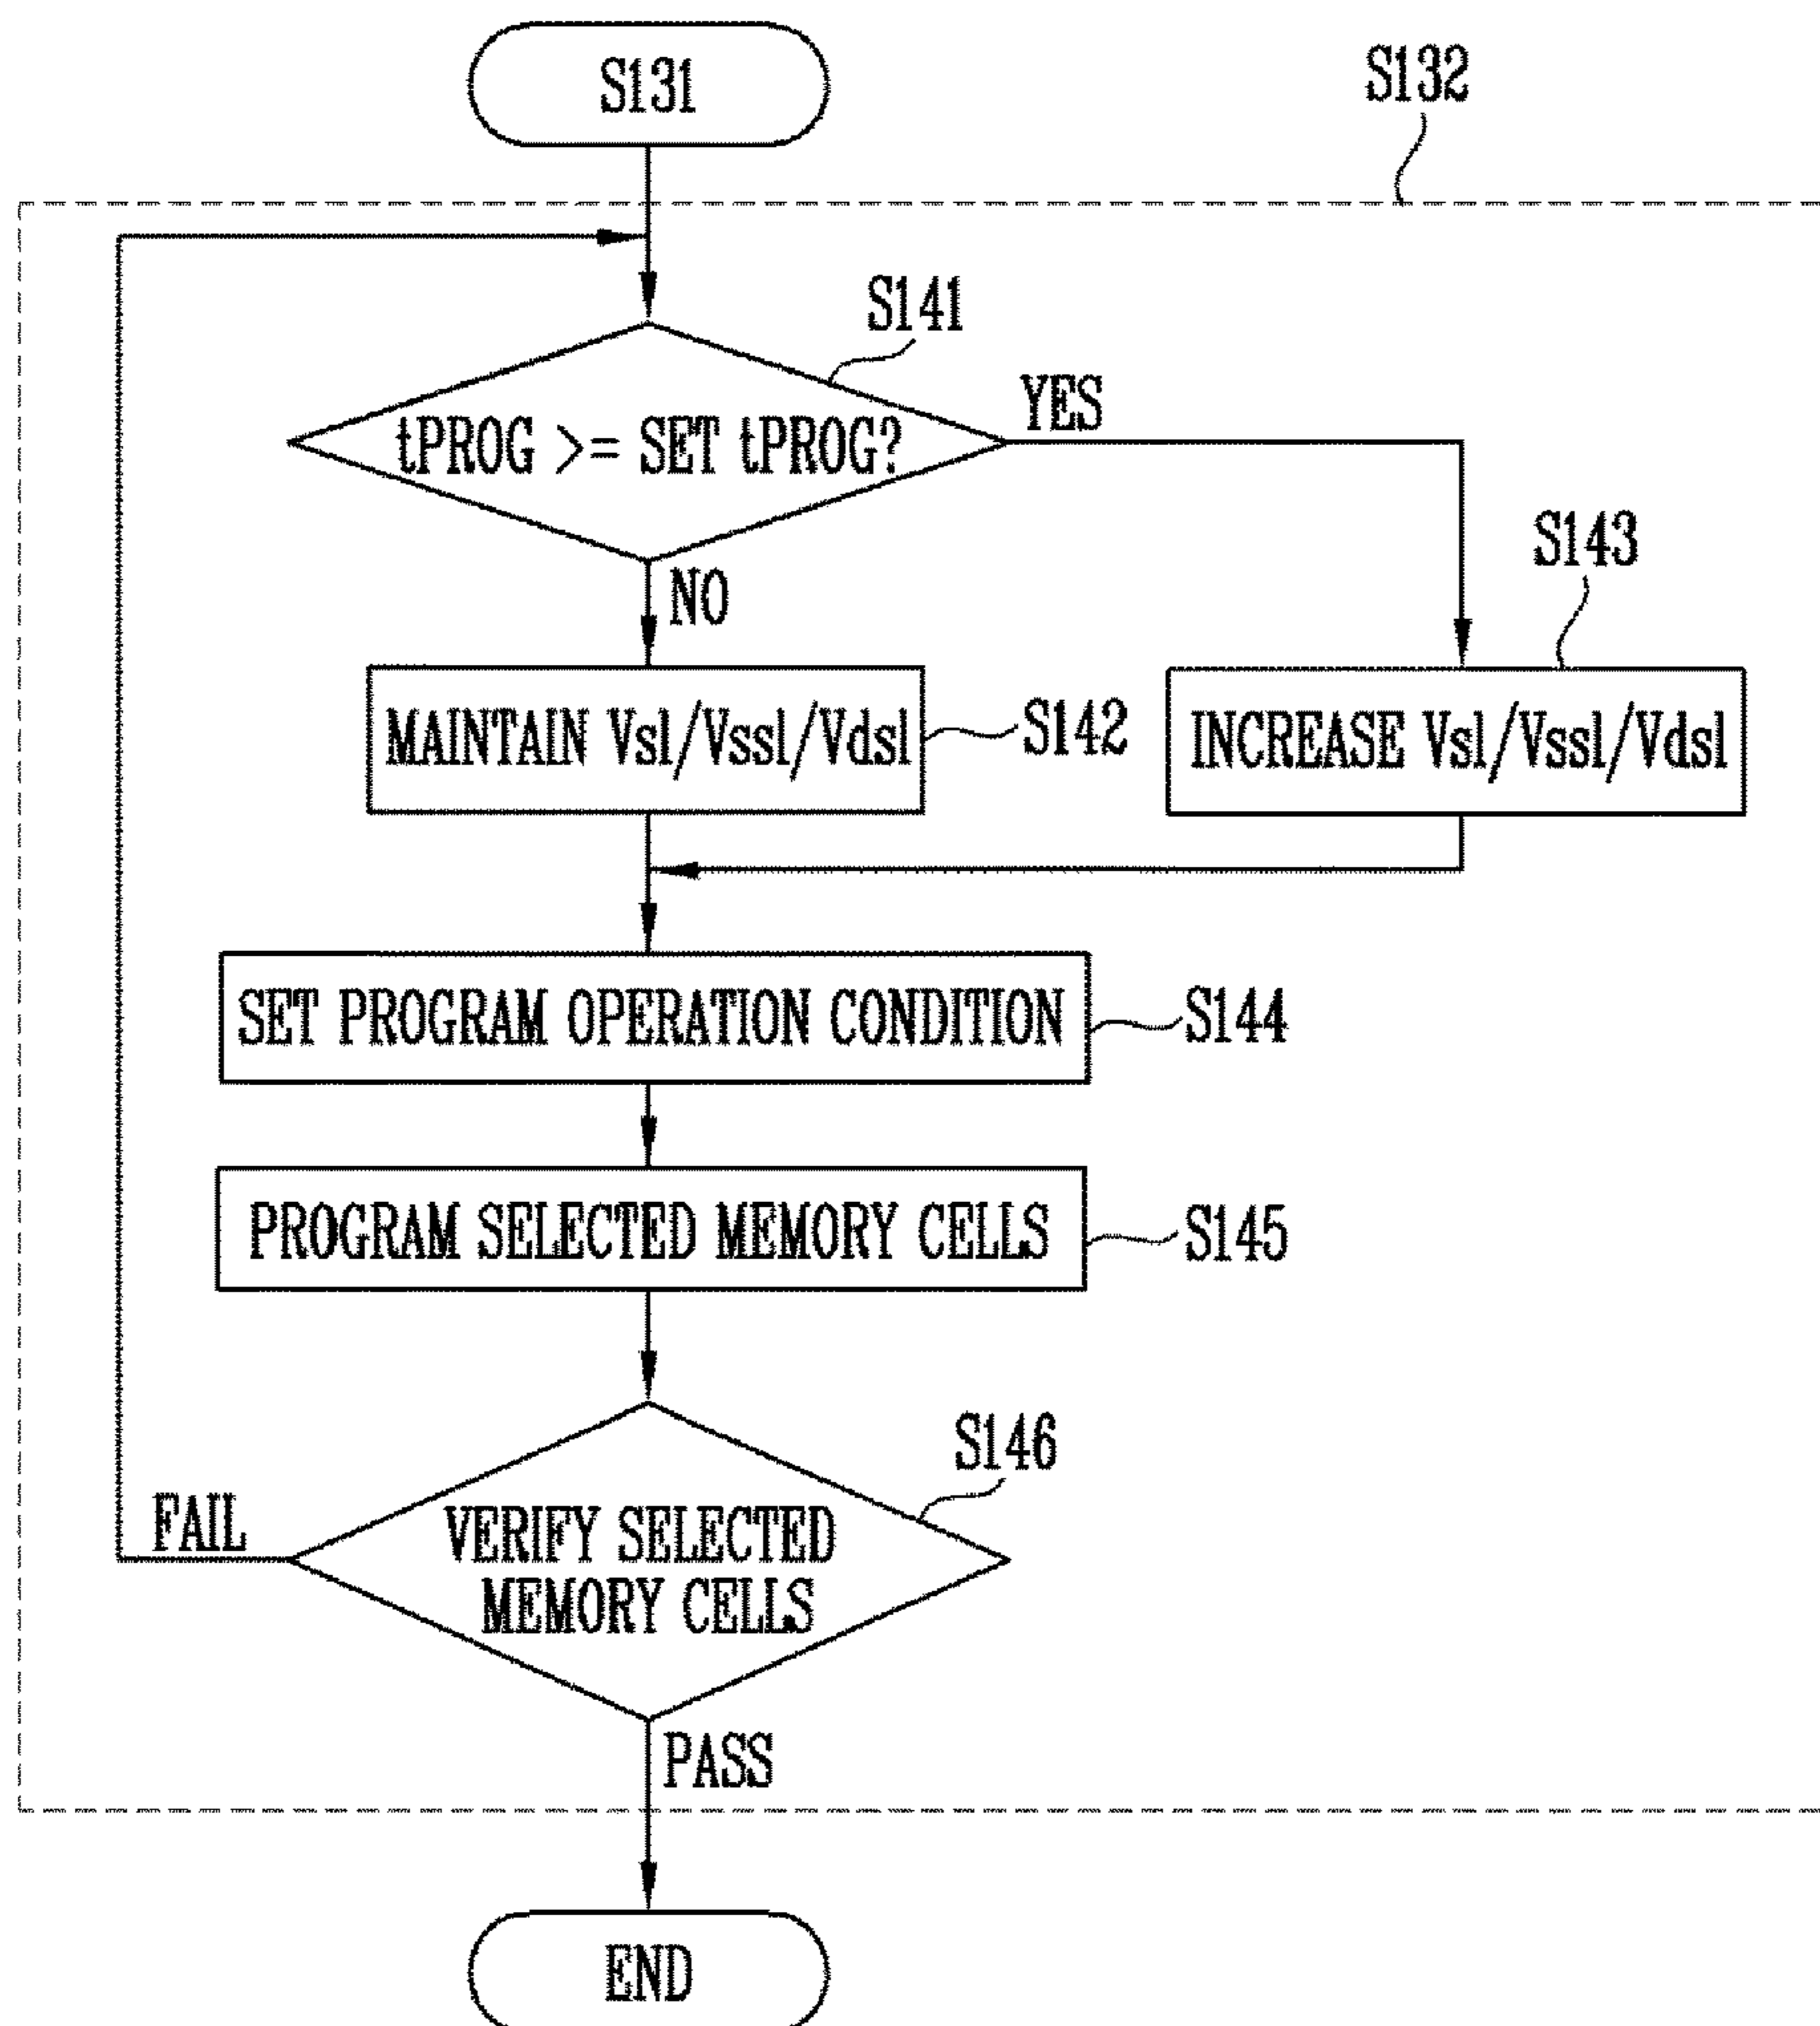 S131
S132
S141
tPROG >= SET tPROG?
YES
NO
S143
MAINTAIN Vsl/Vssl/Vdsl
S142
INCREASE Vsl/Vssl/Vdsl
SET PROGRAM OPERATION CONDITION
S144
PROGRAM SELECTED MEMORY CELLS
S145
S146
FAIL
VERIFY SELECTED
MEMORY CELLS
PASS
END